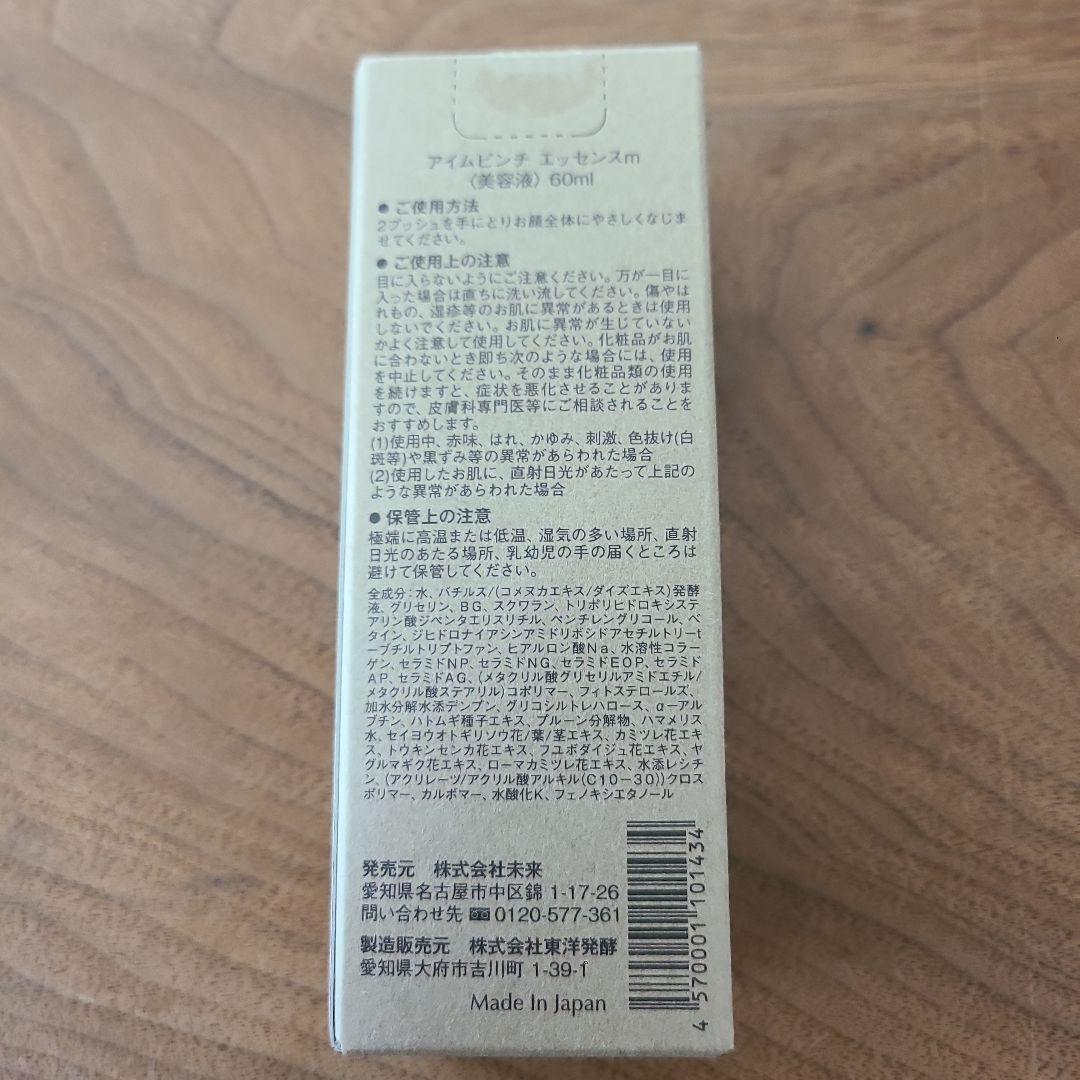 アイムピンチ エッセンスm
〈美容液〉60ml
● ご使用方法
2プッシュを手にとりお顔全体にやさしくなじま
せてください。
● ご使用上の注意
目に入らないようにご注意ください。万が一目に
入った場合は直ちに洗い流してください。傷やは
れもの、湿疹等のお肌に異常があるときは使用
しないでください。お肌に異常が生じていない
かよく注意して使用してください。化粧品がお肌
に合わないとき即ち次のような場合には、使用
を中止してください。そのまま化粧品類の使用
を続けますと、症状を悪化させることがありま
すので、皮膚科専門医等にご相談されることを
おすすめします。
(1)使用中、赤味、はれ、かゆみ、刺激、色抜け(白
斑等)や黒ずみ等の異常があらわれた場合
(2)使用したお肌に、直射日光があたって上記の
ような異常があらわれた場合
● 保管上の注意
極端に高温または低温、湿気の多い場所、直射
日光のあたる場所、乳幼児の手の届くところは
避けて保管してください。
全成分：水、バチルス/(コメヌカエキス/ダイズエキス)発酵
液、グリセリン、BG、スクワラン、トリポリヒドロキシステ
アリン酸ジペンタエリスリチル、ペンチレングリコール、ベ
タイン、ジヒドロナイアシンアミドリボシドアセチルトリーt
ーブチルトリプトファン、ヒアルロン酸Na、水溶性コラー
ゲン、セラミドNP、セラミドNG、セラミドEOP、セラミド
AP、セラミドAG、(メタクリル酸グリセリルアミドエチル/
メタクリル酸ステアリル)コポリマー、フィトステロールズ、
加水分解水添デンプン、グリコシルトレハロース、α－アル
ブチン、ハトムギ種子エキス、プルーン分解物、ハマメリス
水、セイヨウオトギリソウ花/葉/茎エキス、カミツレ花エキ
ス、トウキンセンカ花エキス、フユボダイジュ花エキス、ヤ
グルマギク花エキス、ローマカミツレ花エキス、水添レシチ
ン、(アクリレーツ/アクリル酸アルキル(C10－30))クロス
ポリマー、カルボマー、水酸化K、フェノキシエタノール
発売元　株式会社未来
愛知県名古屋市中区錦 1-17-26
問い合わせ先 0120-577-361
製造販売元　株式会社東洋発酵
愛知県大府市吉川町 1-39-1
Made In Japan
4 570001 101434